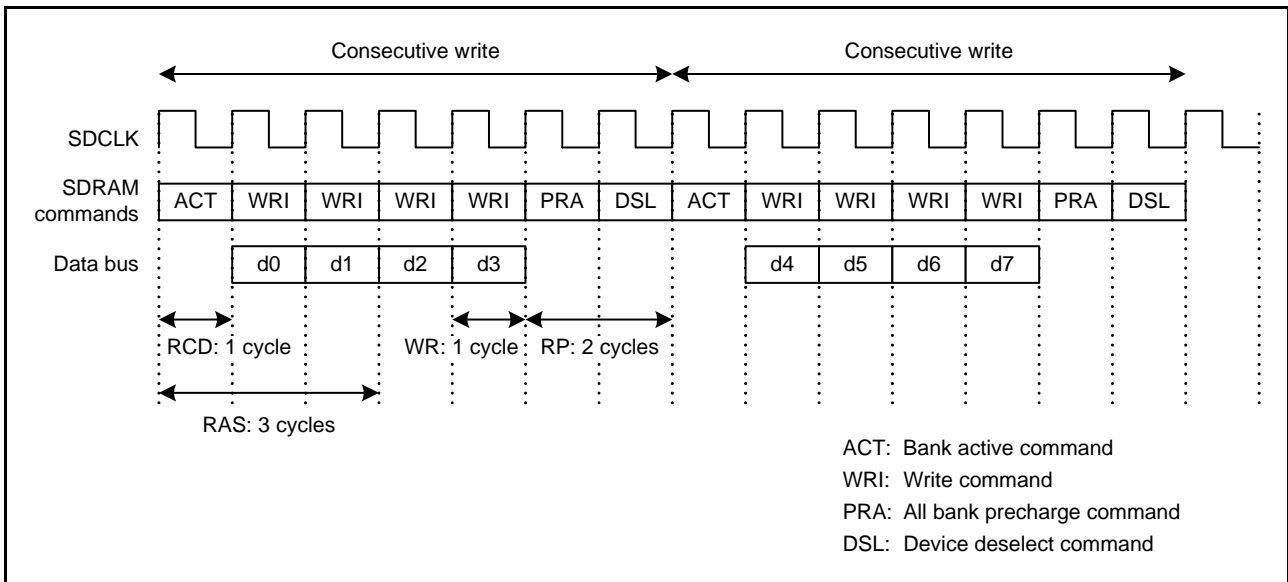 Consecutive write Consecutive write
SDCLK
SDRAM commands ACT WRI WRI WRI WRI PRA DSL ACT WRI WRI WRI WRI PRA DSL
Data bus d0 d1 d2 d3 d4 d5 d6 d7
RCD: 1 cycle WR: 1 cycle RP: 2 cycles
RAS: 3 cycles
ACT: Bank active command
WRI: Write command
PRA: All bank precharge command
DSL: Device deselect command